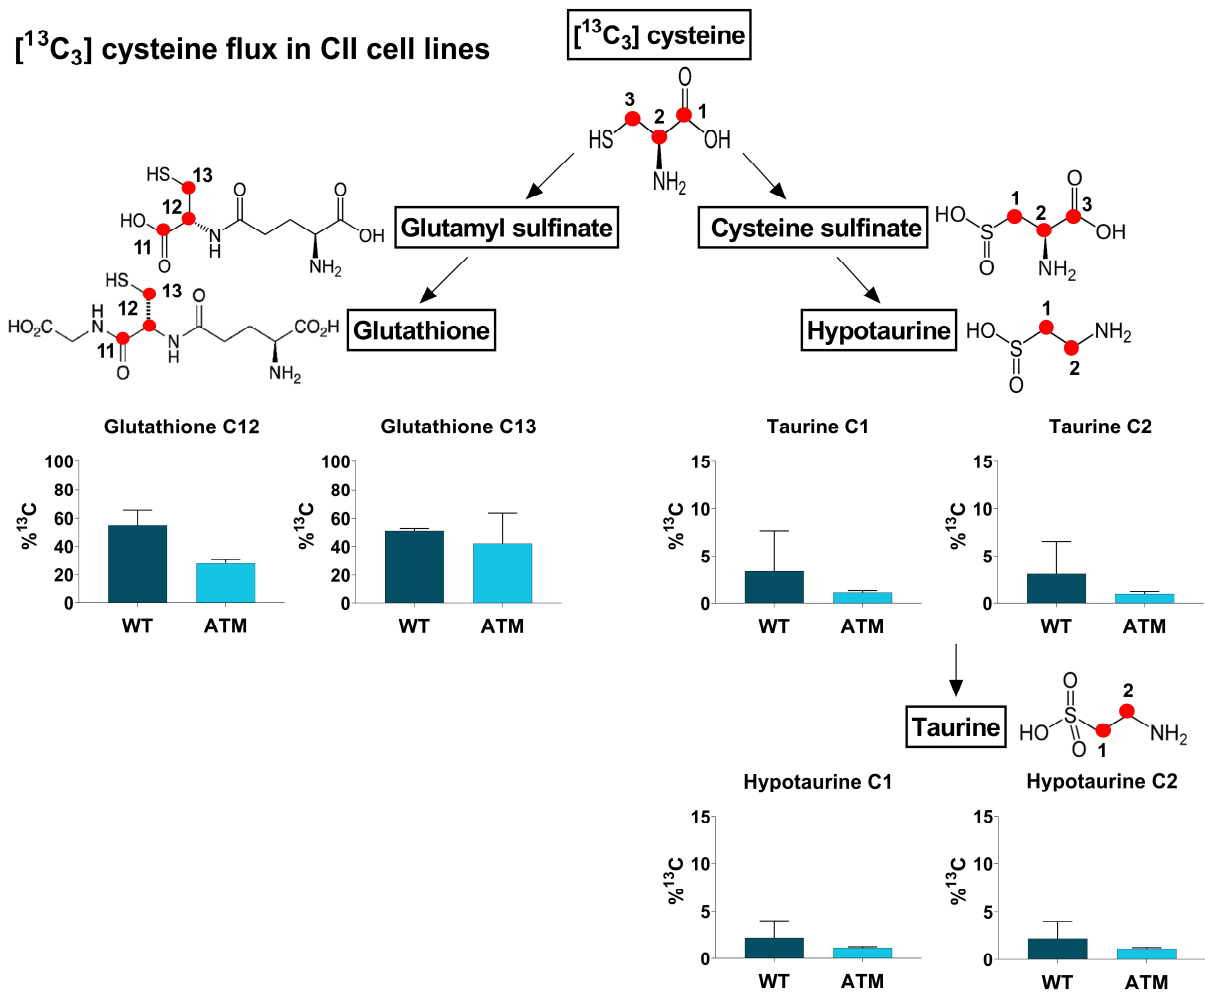 [¹³C₃] cysteine flux in CII cell lines
[¹³C₃] cysteine
O
3
2
1
HS
OH
NH₂
HS
13
O
O
HO
12
11
N
H
OH
O
NH₂
Glutamyl sulfinate
Cysteine sulfinate
O
HO
1
2
3
S
OH
O
NH₂
HS
13
H
N
12
O
HO₂C
CO₂H
11
N
H
O
NH₂
Glutathione
Hypotaurine
1
HO
NH₂
S
2
O
Glutathione C12
%¹³C
100
80
60
40
20
0
WT
ATM
Glutathione C13
%¹³C
100
80
60
40
20
0
WT
ATM
Taurine C1
%¹³C
15
10
5
0
WT
ATM
Taurine C2
%¹³C
15
10
5
0
WT
ATM
Taurine
O
2
S
HO
O
1
NH₂
Hypotaurine C1
%¹³C
15
10
5
0
WT
ATM
Hypotaurine C2
%¹³C
15
10
5
0
WT
ATM